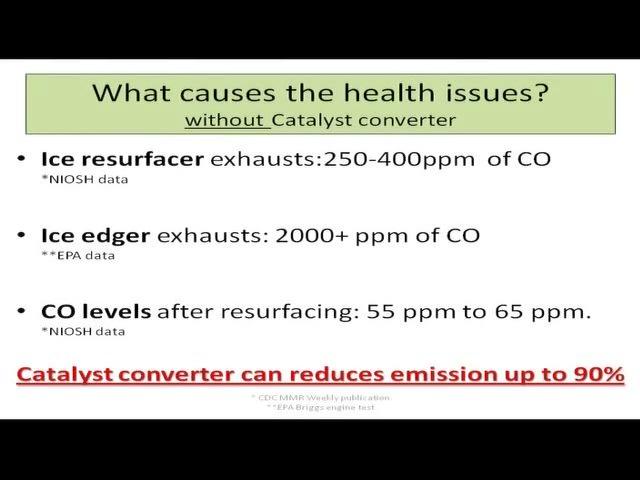 What causes the health issues?
without Catalyst converter
• Ice resurfacer exhausts:250-400ppm of CO
*NIOSH data
• Ice edger exhausts: 2000+ ppm of CO
**EPA data
• CO levels after resurfacing: 55 ppm to 65 ppm.
*NIOSH data
Catalyst converter can reduces emission up to 90%
* CDC MMR Weekly publication
**EPA Briggs engine test